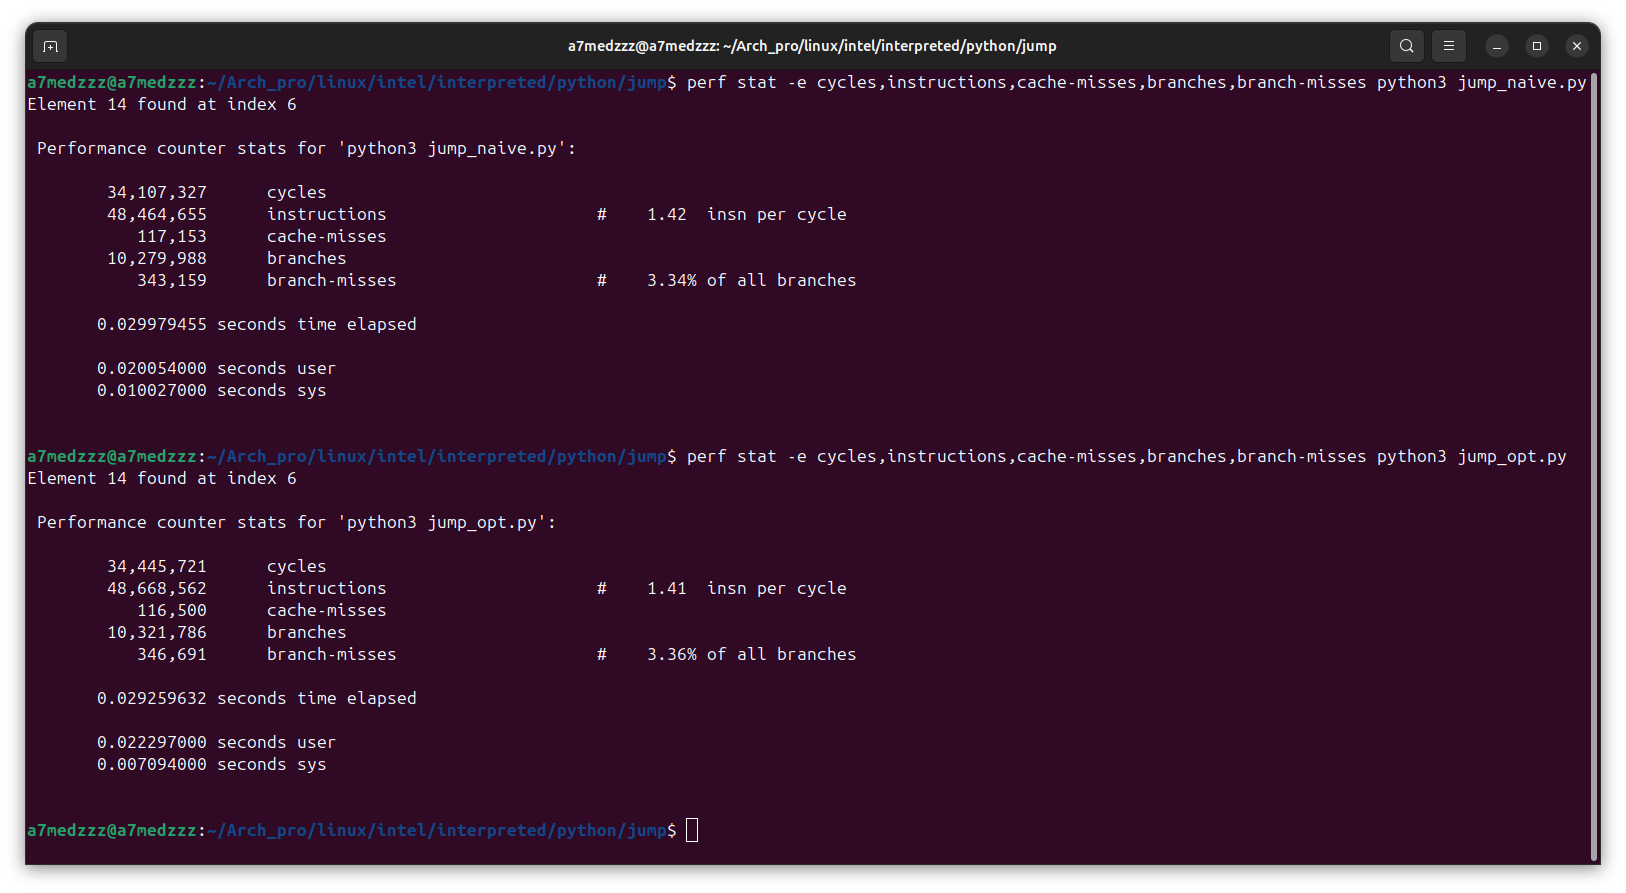 a7medzzz@a7medzzz: ~/Arch_pro/linux/intel/interpreted/python/jump
a7medzzz@a7medzzz:~/Arch_pro/linux/intel/interpreted/python/jump$ perf stat -e cycles,instructions,cache-misses,branches,branch-misses python3 jump_naive.py
Element 14 found at index 6
Performance counter stats for 'python3 jump_naive.py':
34,107,327      cycles
48,464,655      instructions                     #    1.42  insn per cycle
117,153      cache-misses
10,279,988      branches
343,159      branch-misses                    #    3.34% of all branches
0.029979455 seconds time elapsed
0.020054000 seconds user
0.010027000 seconds sys
a7medzzz@a7medzzz:~/Arch_pro/linux/intel/interpreted/python/jump$ perf stat -e cycles,instructions,cache-misses,branches,branch-misses python3 jump_opt.py
Element 14 found at index 6
Performance counter stats for 'python3 jump_opt.py':
34,445,721      cycles
48,668,562      instructions                     #    1.41  insn per cycle
116,500      cache-misses
10,321,786      branches
346,691      branch-misses                    #    3.36% of all branches
0.029259632 seconds time elapsed
0.022297000 seconds user
0.007094000 seconds sys
a7medzzz@a7medzzz:~/Arch_pro/linux/intel/interpreted/python/jump$